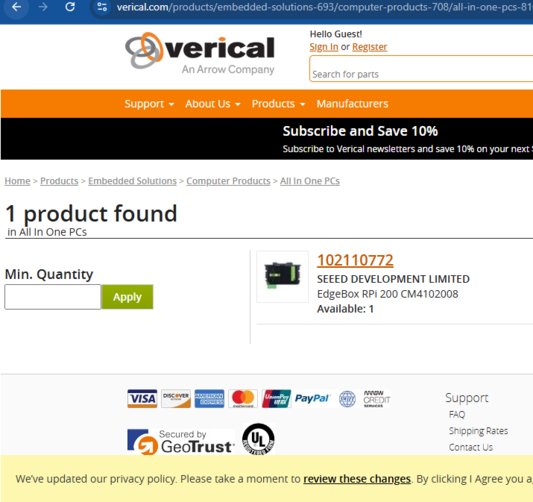 verical.com/products/embedded-solutions-693/computer-products-708/all-in-one-pcs-81
verical
An Arrow Company
Hello Guest!
Sign In or Register
Search for parts
Support About Us Products Manufacturers
Subscribe and Save 10%
Subscribe to Verical newsletters and save 10% on your next
Home > Products > Embedded Solutions > Computer Products > All In One PCs
1 product found
in All In One PCs
Min. Quantity
Apply
102110772
SEEED DEVELOPMENT LIMITED
EdgeBox RPi 200 CM4102008
Available: 1
VISA DISCOVER AMERICAN EXPRESS MasterCard UnionPay PayPal ARROW CREDIT SERVICES
Support
FAQ
Shipping Rates
Contact Us
Secured by
GeoTrust
UL
We've updated our privacy policy. Please take a moment to review these changes. By clicking I Agree you a